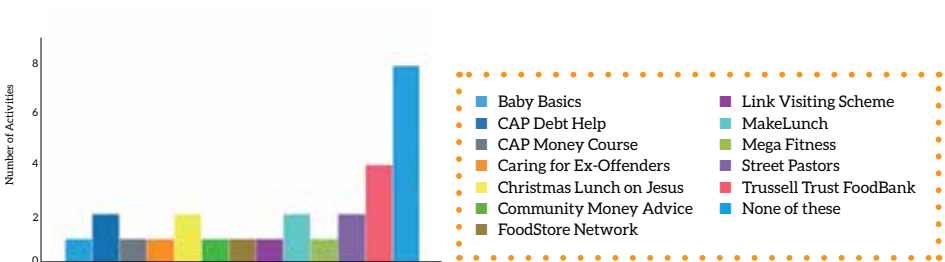 Number of Activities
8
6
4
2
0
Baby Basics
CAP Debt Help
CAP Money Course
Caring for Ex-Offenders
Christmas Lunch on Jesus
Community Money Advice
FoodStore Network
Link Visiting Scheme
MakeLunch
Mega Fitness
Street Pastors
Trussell Trust FoodBank
None of these